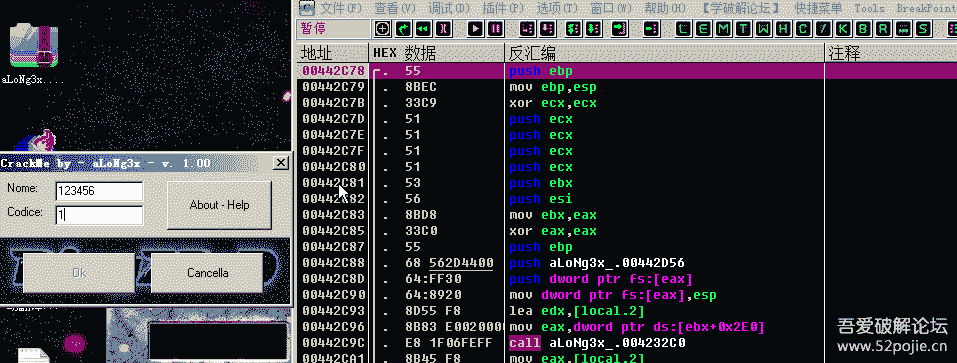 文件(F) 查看(V) 调试(D) 插件(P) 选项(T) 窗口(W) 帮助(H) 【学破解论坛】 快捷菜单 Tools BreakPoint
暂停 L E M T W H C / K B R ... S
地址 HEX 数据 反汇编 注释
00442C78 . 55 push ebp
00442C79 . 8BEC mov ebp,esp
00442C7B . 33C9 xor ecx,ecx
00442C7D . 51 push ecx
00442C7E . 51 push ecx
00442C7F . 51 push ecx
00442C80 . 51 push ecx
00442C81 . 53 push ebx
00442C82 . 56 push esi
00442C83 . 8BD8 mov ebx,eax
00442C85 . 33C0 xor eax,eax
00442C87 . 55 push ebp
00442C88 . 68 562D4400 push aLoNg3x_.00442D56
00442C8D . 64:FF30 push dword ptr fs:[eax]
00442C90 . 64:8920 mov dword ptr fs:[eax],esp
00442C93 . 8D55 F8 lea edx,[local.2]
00442C96 . 8B83 E0020000 mov eax,dword ptr ds:[ebx+0x2E0]
00442C9C . E8 1F06FEFF call aLoNg3x_.004232C0
00442CA1 . 8B45 F8 mov eax,[local.2]
aLoNg3x_...
CrackMe by - aLoNg3x - v. 1.00
Nome: 123456
Codice: 1
About - Help
Ok
Cancella
吾爱破解论坛
www.52pojie.cn